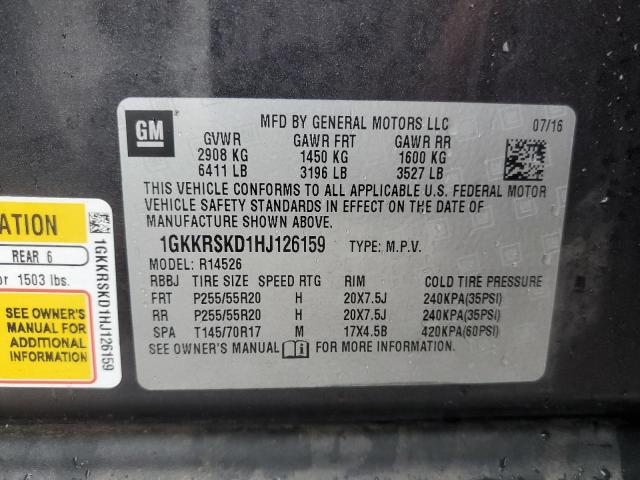 GM
MFD BY GENERAL MOTORS LLC 07/16
GVWR GAWR FRT GAWR RR
2908 KG 1450 KG 1600 KG
6411 LB 3196 LB 3527 LB
THIS VEHICLE CONFORMS TO ALL APPLICABLE U.S. FEDERAL MOTOR
VEHICLE SAFETY STANDARDS IN EFFECT ON THE DATE OF
MANUFACTURE SHOWN ABOVE.
1GKKRSKD1HJ126159 TYPE: M.P.V.
MODEL: R14526
RBBJ TIRE SIZE SPEED RTG RIM COLD TIRE PRESSURE
FRT P255/55R20 H 20X7.5J 240KPA(35PSI)
RR P255/55R20 H 20X7.5J 240KPA(35PSI)
SPA T145/70R17 M 17X4.5B 420KPA(60PSI)
SEE OWNER'S MANUAL FOR MORE INFORMATION.
ATION
REAR 6
or 1503 lbs.
SEE OWNER'S
MANUAL FOR
ADDITIONAL
INFORMATION
1GKKRSKD1HJ126159